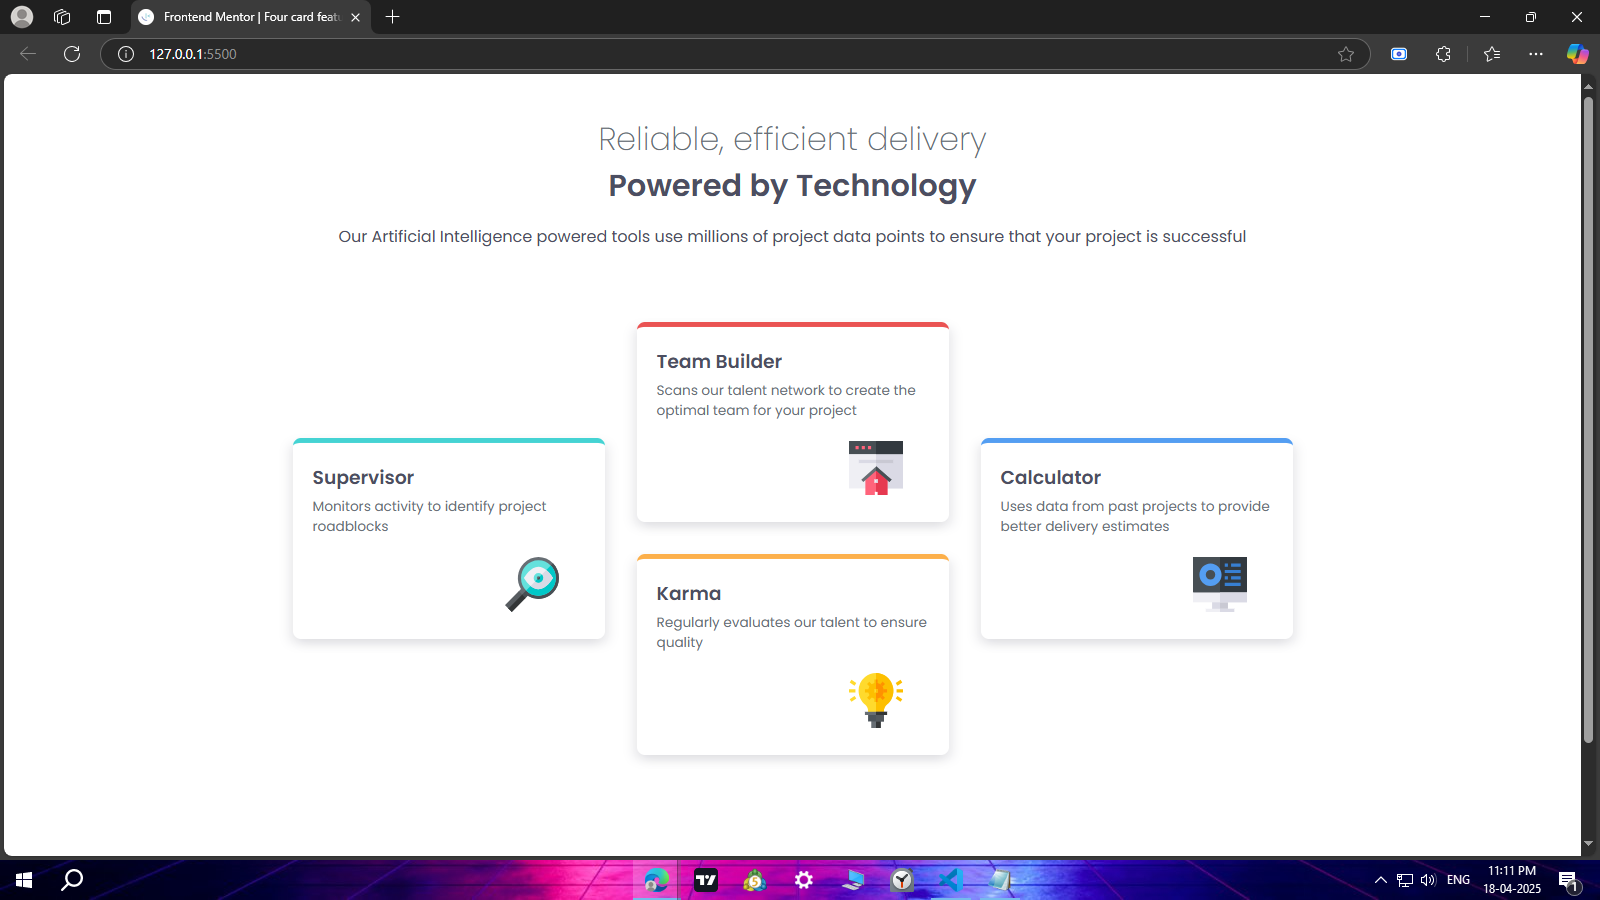 Frontend Mentor | Four card feat
127.0.0.1:5500
Reliable, efficient delivery
Powered by Technology
Our Artificial Intelligence powered tools use millions of project data points to ensure that your project is successful
Team Builder
Scans our talent network to create the
optimal team for your project
Supervisor
Monitors activity to identify project
roadblocks
Calculator
Uses data from past projects to provide
better delivery estimates
Karma
Regularly evaluates our talent to ensure
quality
ENG
11:11 PM
18-04-2025
1